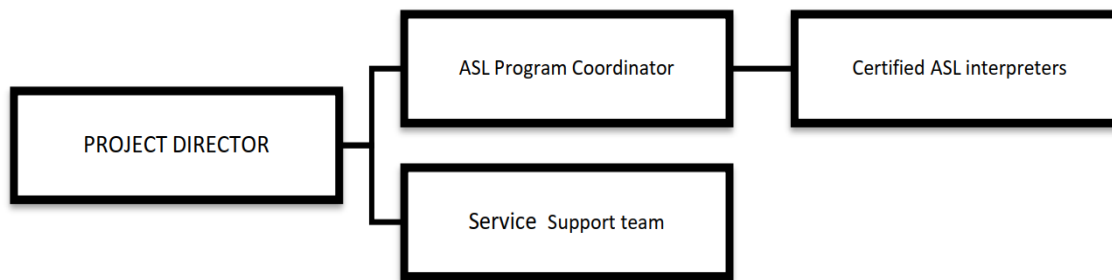 ASL Program Coordinator
Certified ASL interpreters
PROJECT DIRECTOR
Service Support team